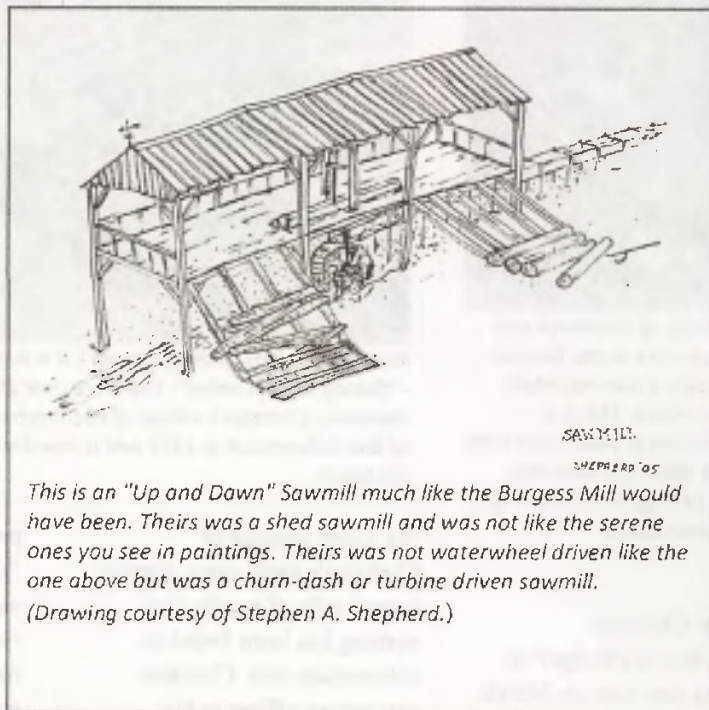 SAWMILL
SHEPHERD '05
This is an "Up and Down" Sawmill much like the Burgess Mill would
have been. Theirs was a shed sawmill and was not like the serene
ones you see in paintings. Theirs was not waterwheel driven like the
one above but was a churn-dash or turbine driven sawmill.
(Drawing courtesy of Stephen A. Shepherd.)